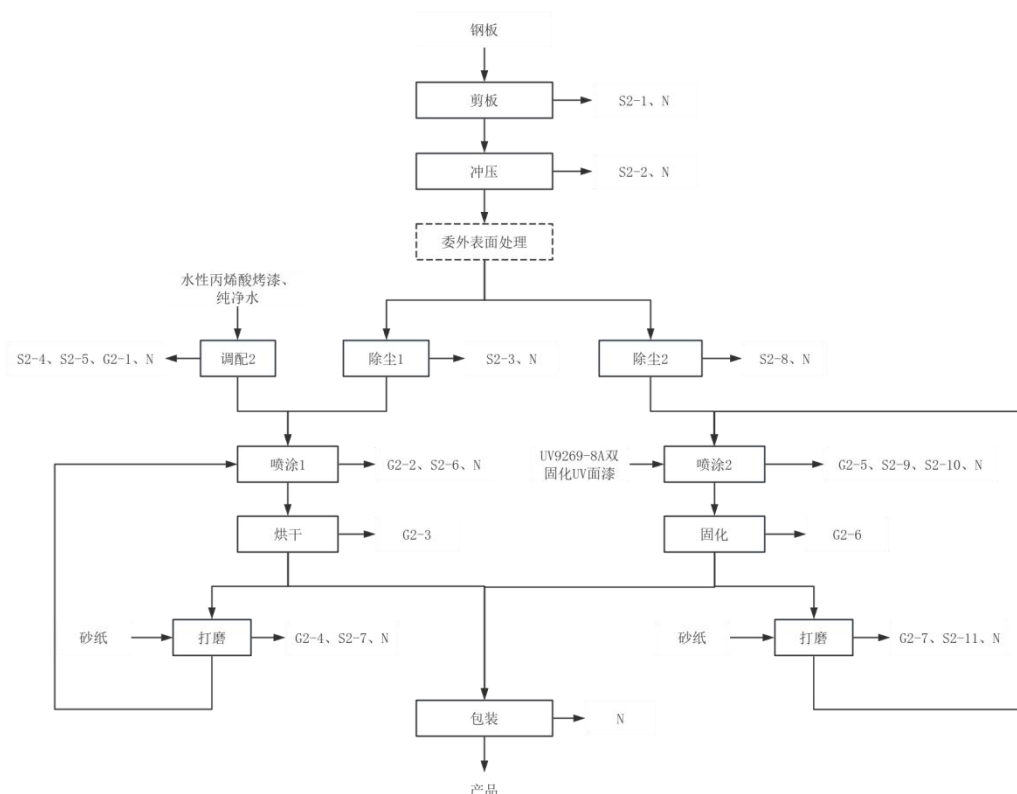 钢板
剪板
S2-1、N
冲压
S2-2、N
委外表面处理
水性丙烯酸烤漆、
纯净水
S2-4、S2-5、G2-1、N
调配2
除尘1
S2-3、N
除尘2
S2-8、N
喷涂1
G2-2、S2-6、N
UV9269-8A双
固化UV面漆
喷涂2
G2-5、S2-9、S2-10、N
烘干
G2-3
固化
G2-6
砂纸
打磨
G2-4、S2-7、N
砂纸
打磨
G2-7、S2-11、N
包装
N
产品